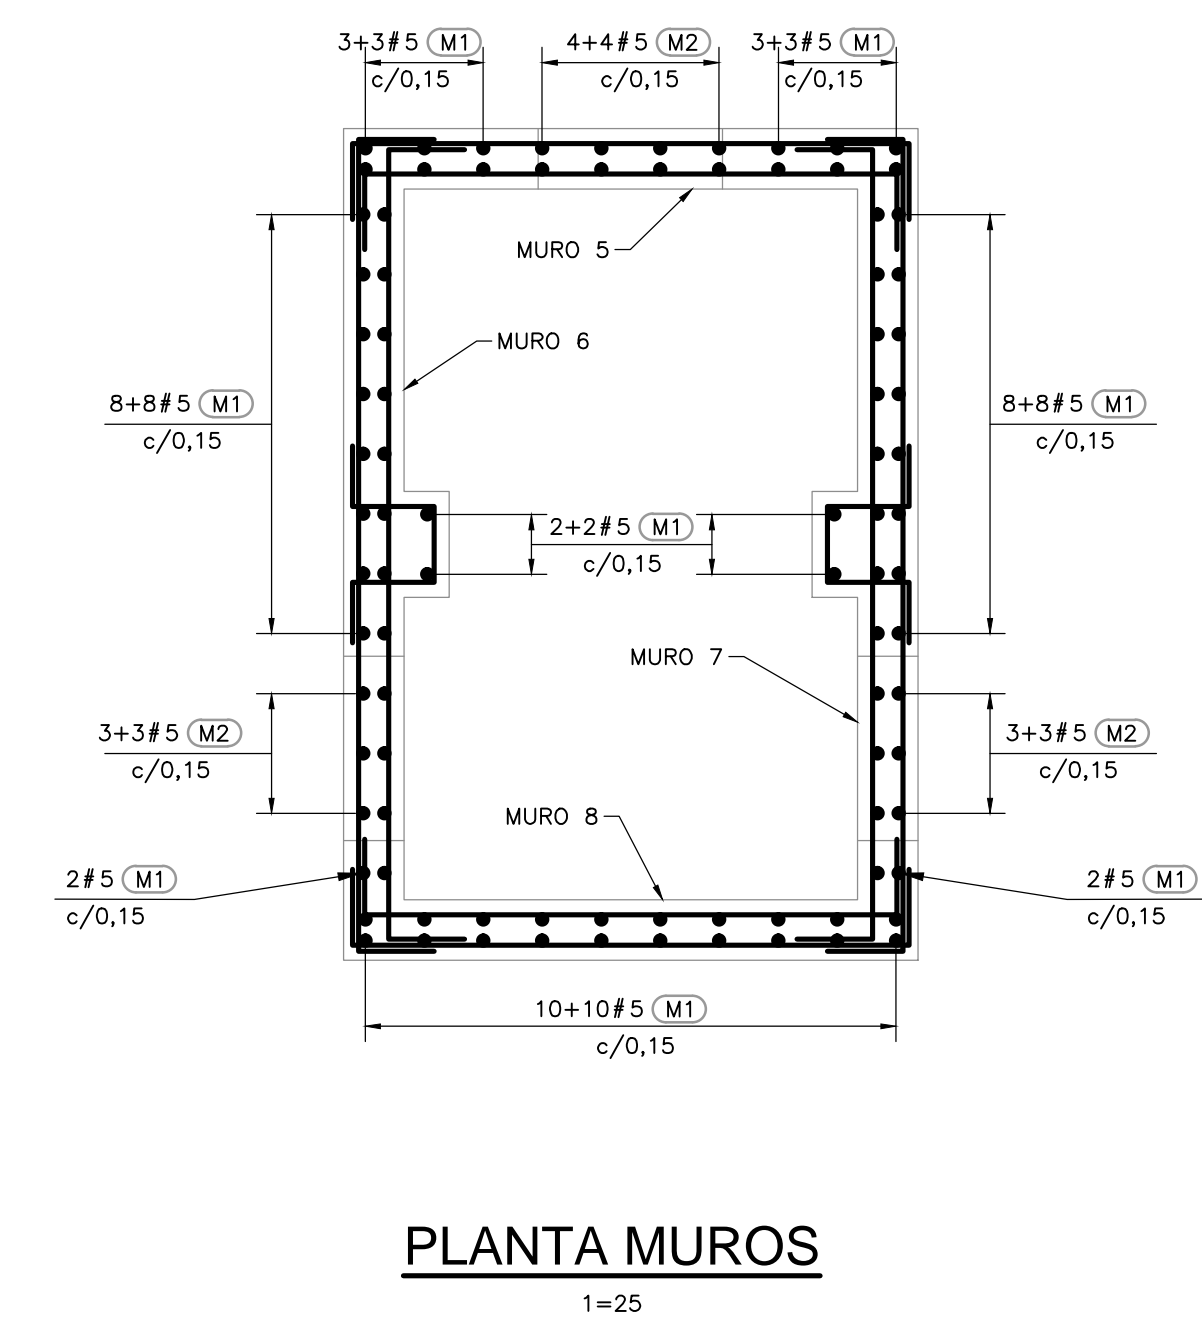 3+3#5 M1
c/0,15
4+4#5 M2
c/0,15
3+3#5 M1
c/0,15
MURO 5
MURO 6
8+8#5 M1
c/0,15
8+8#5 M1
c/0,15
2+2#5 M1
c/0,15
MURO 7
3+3#5 M2
c/0,15
3+3#5 M2
c/0,15
MURO 8
2#5 M1
c/0,15
2#5 M1
c/0,15
10+10#5 M1
c/0,15
PLANTA MUROS
1=25